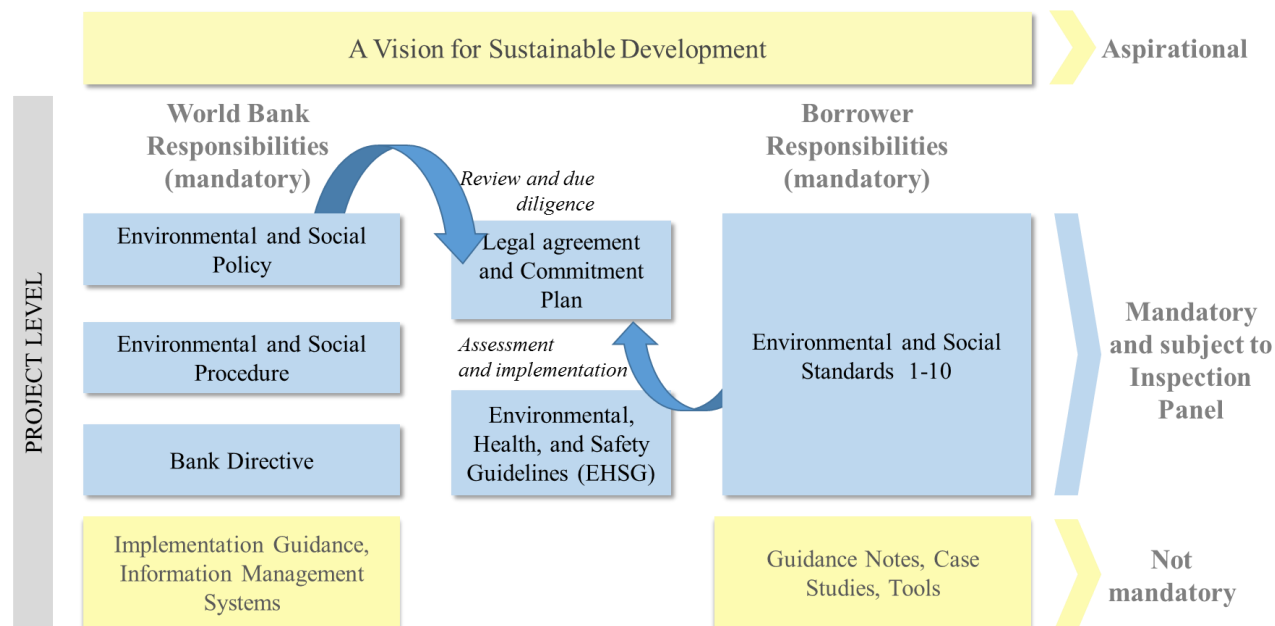 A Vision for Sustainable Development
Aspirational
PROJECT LEVEL
World Bank
Responsibilities
(mandatory)
Borrower
Responsibilities
(mandatory)
Review and due
diligence
Environmental and Social
Policy
Legal agreement
and Commitment
Plan
Environmental and Social
Procedure
Assessment
and implementation
Environmental and Social
Standards 1-10
Mandatory
and subject to
Inspection
Panel
Bank Directive
Environmental,
Health, and Safety
Guidelines (EHSG)
Implementation Guidance,
Information Management
Systems
Guidance Notes, Case
Studies, Tools
Not
mandatory